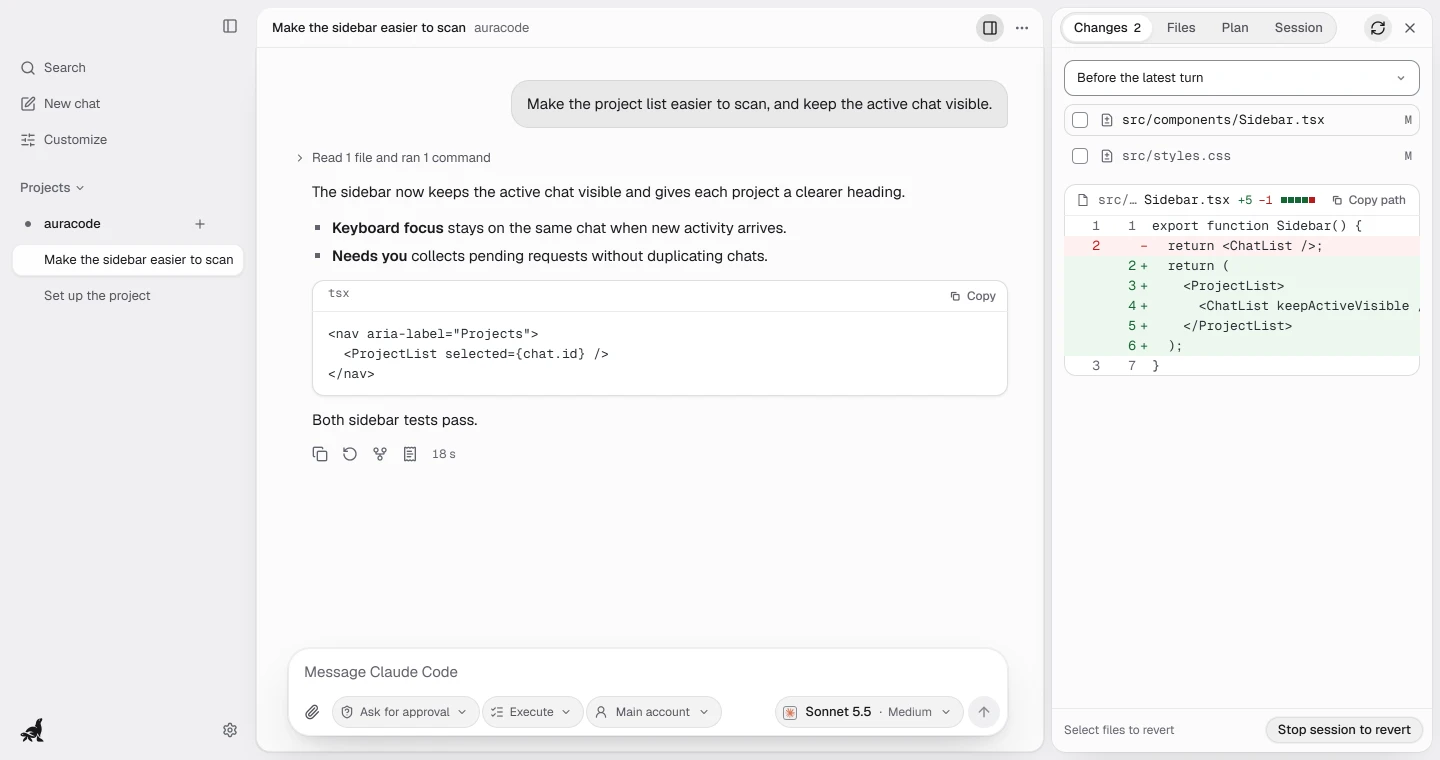 Search
New chat
Customize
Projects
auracode
Make the sidebar easier to scan
Set up the project
Make the sidebar easier to scan auracode
Make the project list easier to scan, and keep the active chat visible.
Read 1 file and ran 1 command
The sidebar now keeps the active chat visible and gives each project a clearer heading.
Keyboard focus stays on the same chat when new activity arrives.
Needs you collects pending requests without duplicating chats.
tsx Copy
<nav aria-label="Projects">
  <ProjectList selected={chat.id} />
</nav>
Both sidebar tests pass.
18 s
Message Claude Code
Ask for approval Execute Main account Sonnet 5.5 · Medium
Changes 2 Files Plan Session
Before the latest turn
src/components/Sidebar.tsx M
src/styles.css M
src/… Sidebar.tsx +5 −1 Copy path
1 1 export function Sidebar() {
2 − return <ChatList />;
2 + return (
3 + <ProjectList>
4 + <ChatList keepActiveVisible
5 + </ProjectList>
6 + );
3 7 }
Select files to revert Stop session to revert